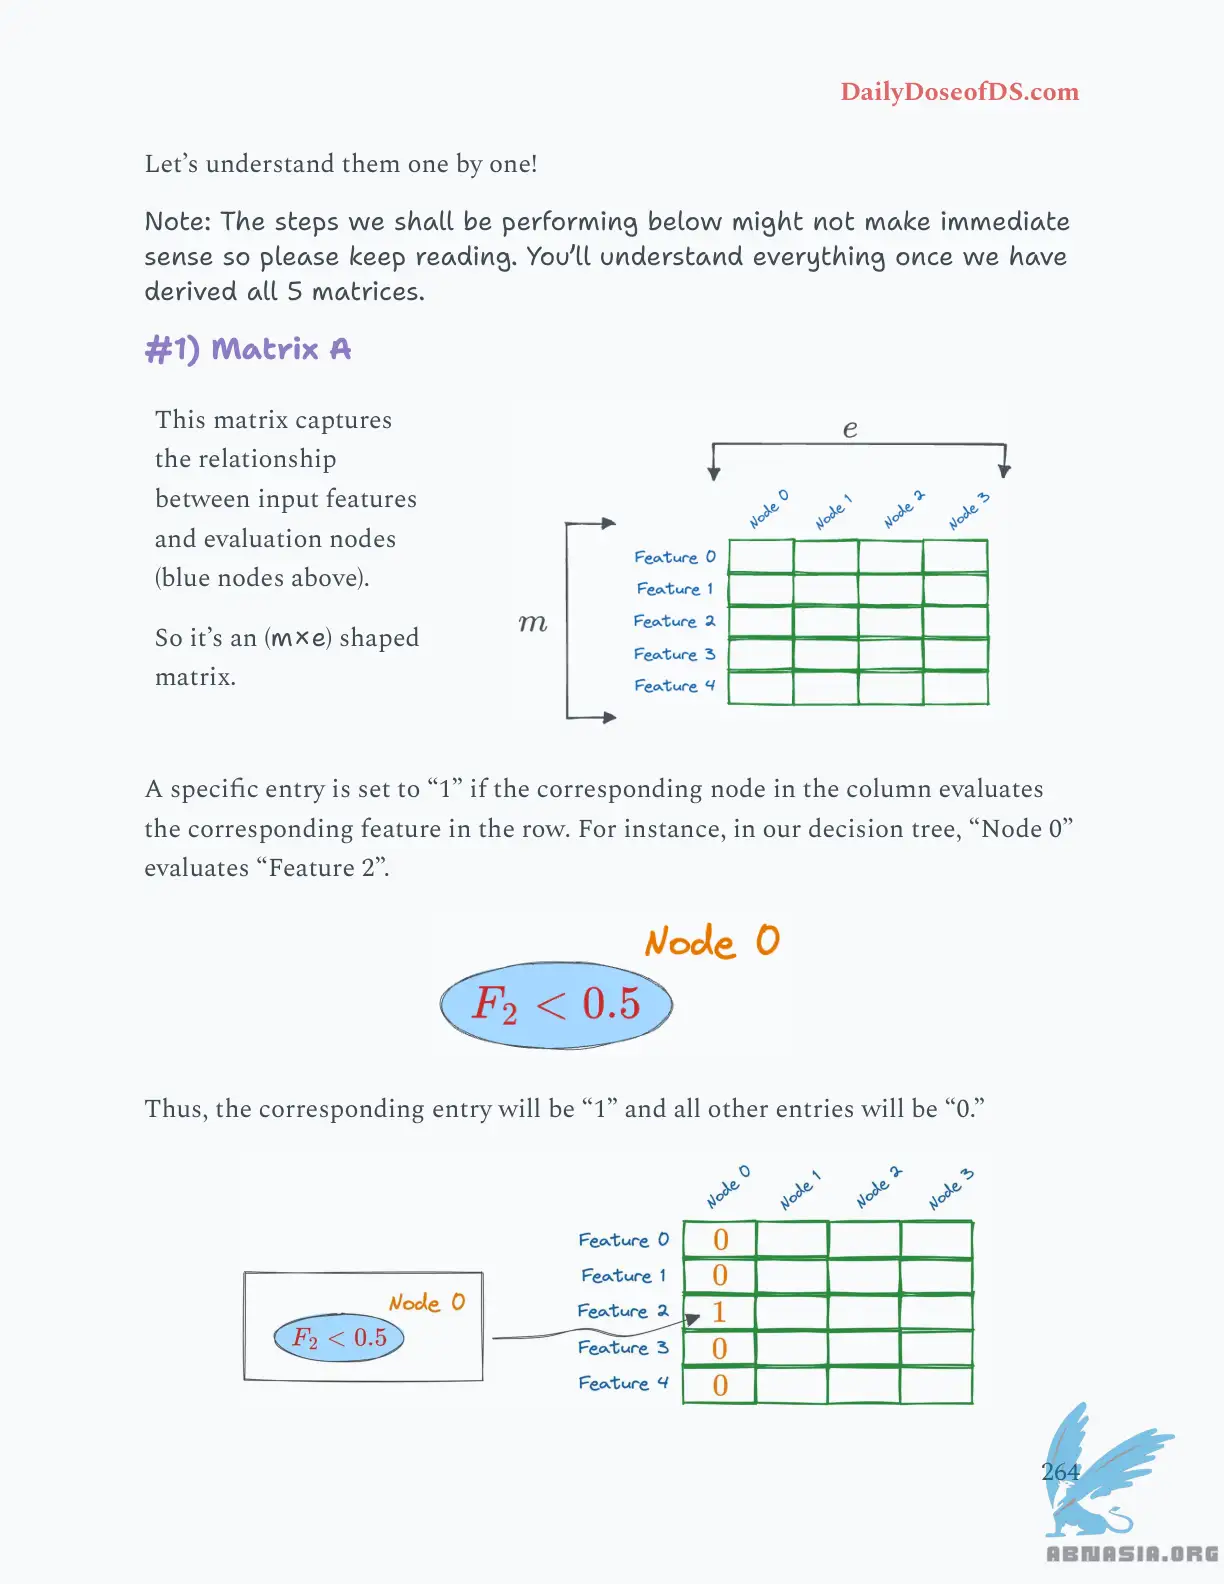 DailyDoseofDS.com
Let’s understand them one by one!
Note: The steps we shall be performing below might not make immediate
sense so please keep reading. You’ll understand everything once we have
derived all 5 matrices.
#1) Matrix A
This matrix captures
the relationship
between input features
and evaluation nodes
(blue nodes above).
So it’s an (m×e) shaped
matrix.
e
Node 0 Node 1 Node 2 Node 3
m
Feature 0
Feature 1
Feature 2
Feature 3
Feature 4
A specific entry is set to “1” if the corresponding node in the column evaluates
the corresponding feature in the row. For instance, in our decision tree, “Node 0”
evaluates “Feature 2”.
Node 0
F₂ < 0.5
Thus, the corresponding entry will be “1” and all other entries will be “0.”
Node 0 Node 1 Node 2 Node 3
Feature 0 0
Feature 1 0
Feature 2 1
Feature 3 0
Feature 4 0
Node 0
F₂ < 0.5
264
ABNASIA.ORG